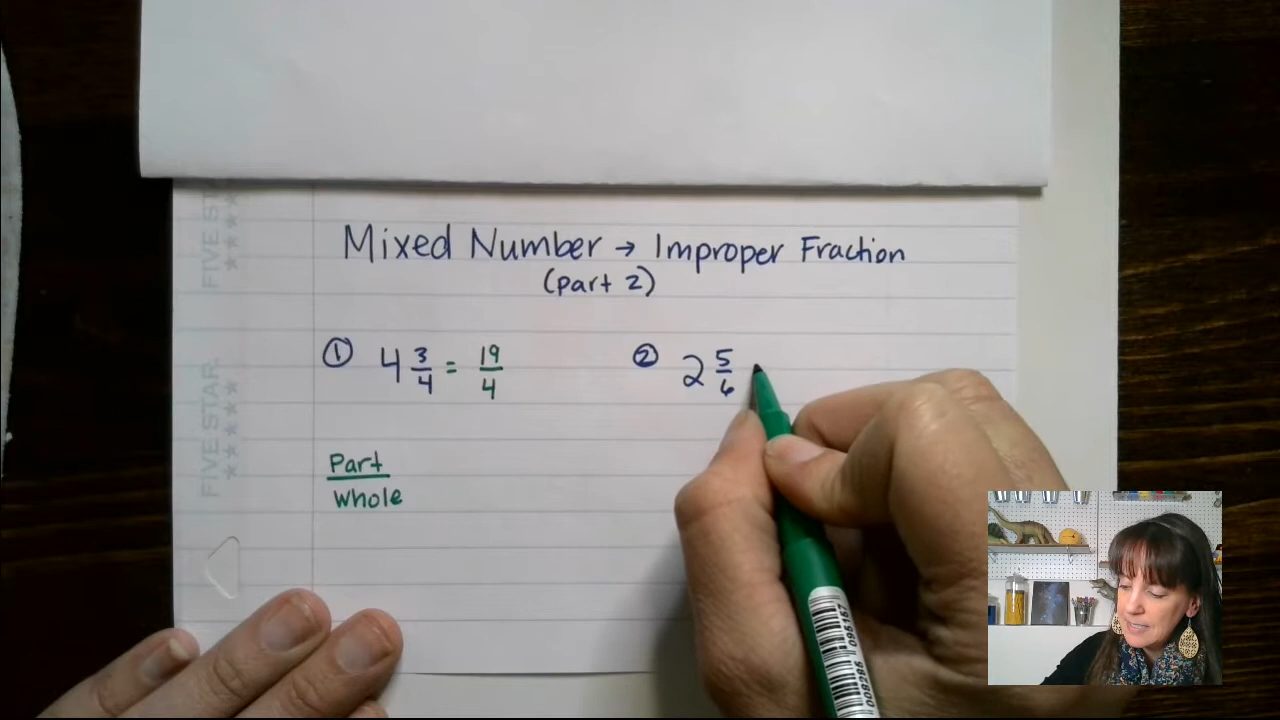 Mixed Number → Improper Fraction
(part 2)
① 4 3/4 = 19/4
② 2 5/6
Part
Whole
FIVE STAR
FIVE ST